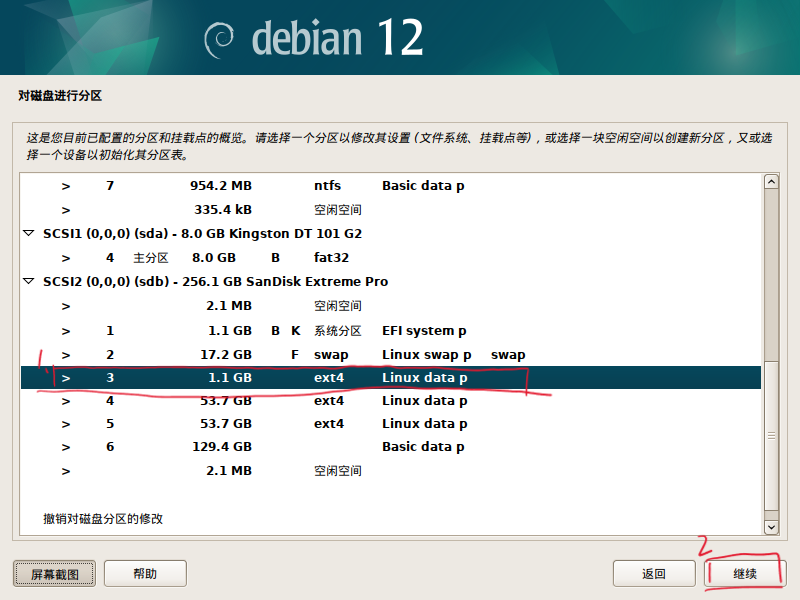 debian 12
对磁盘进行分区
这是您目前已配置的分区和挂载点的概览。请选择一个分区以修改其设置 (文件系统、挂载点等)，或选择一块空闲空间以创建新分区，又或选
择一个设备以初始化其分区表。
> 7 954.2 MB ntfs Basic data p
> 335.4 kB 空闲空间
SCSI1 (0,0,0) (sda) - 8.0 GB Kingston DT 101 G2
> 4 主分区 8.0 GB B fat32
SCSI2 (0,0,0) (sdb) - 256.1 GB SanDisk Extreme Pro
> 2.1 MB 空闲空间
> 1 1.1 GB B K 系统分区 EFI system p
> 2 17.2 GB F swap Linux swap p swap
1.
> 3 1.1 GB ext4 Linux data p
> 4 53.7 GB ext4 Linux data p
> 5 53.7 GB ext4 Linux data p
> 6 129.4 GB Basic data p
> 2.1 MB 空闲空间
撤销对磁盘分区的修改
2
屏幕截图 帮助 返回 继续